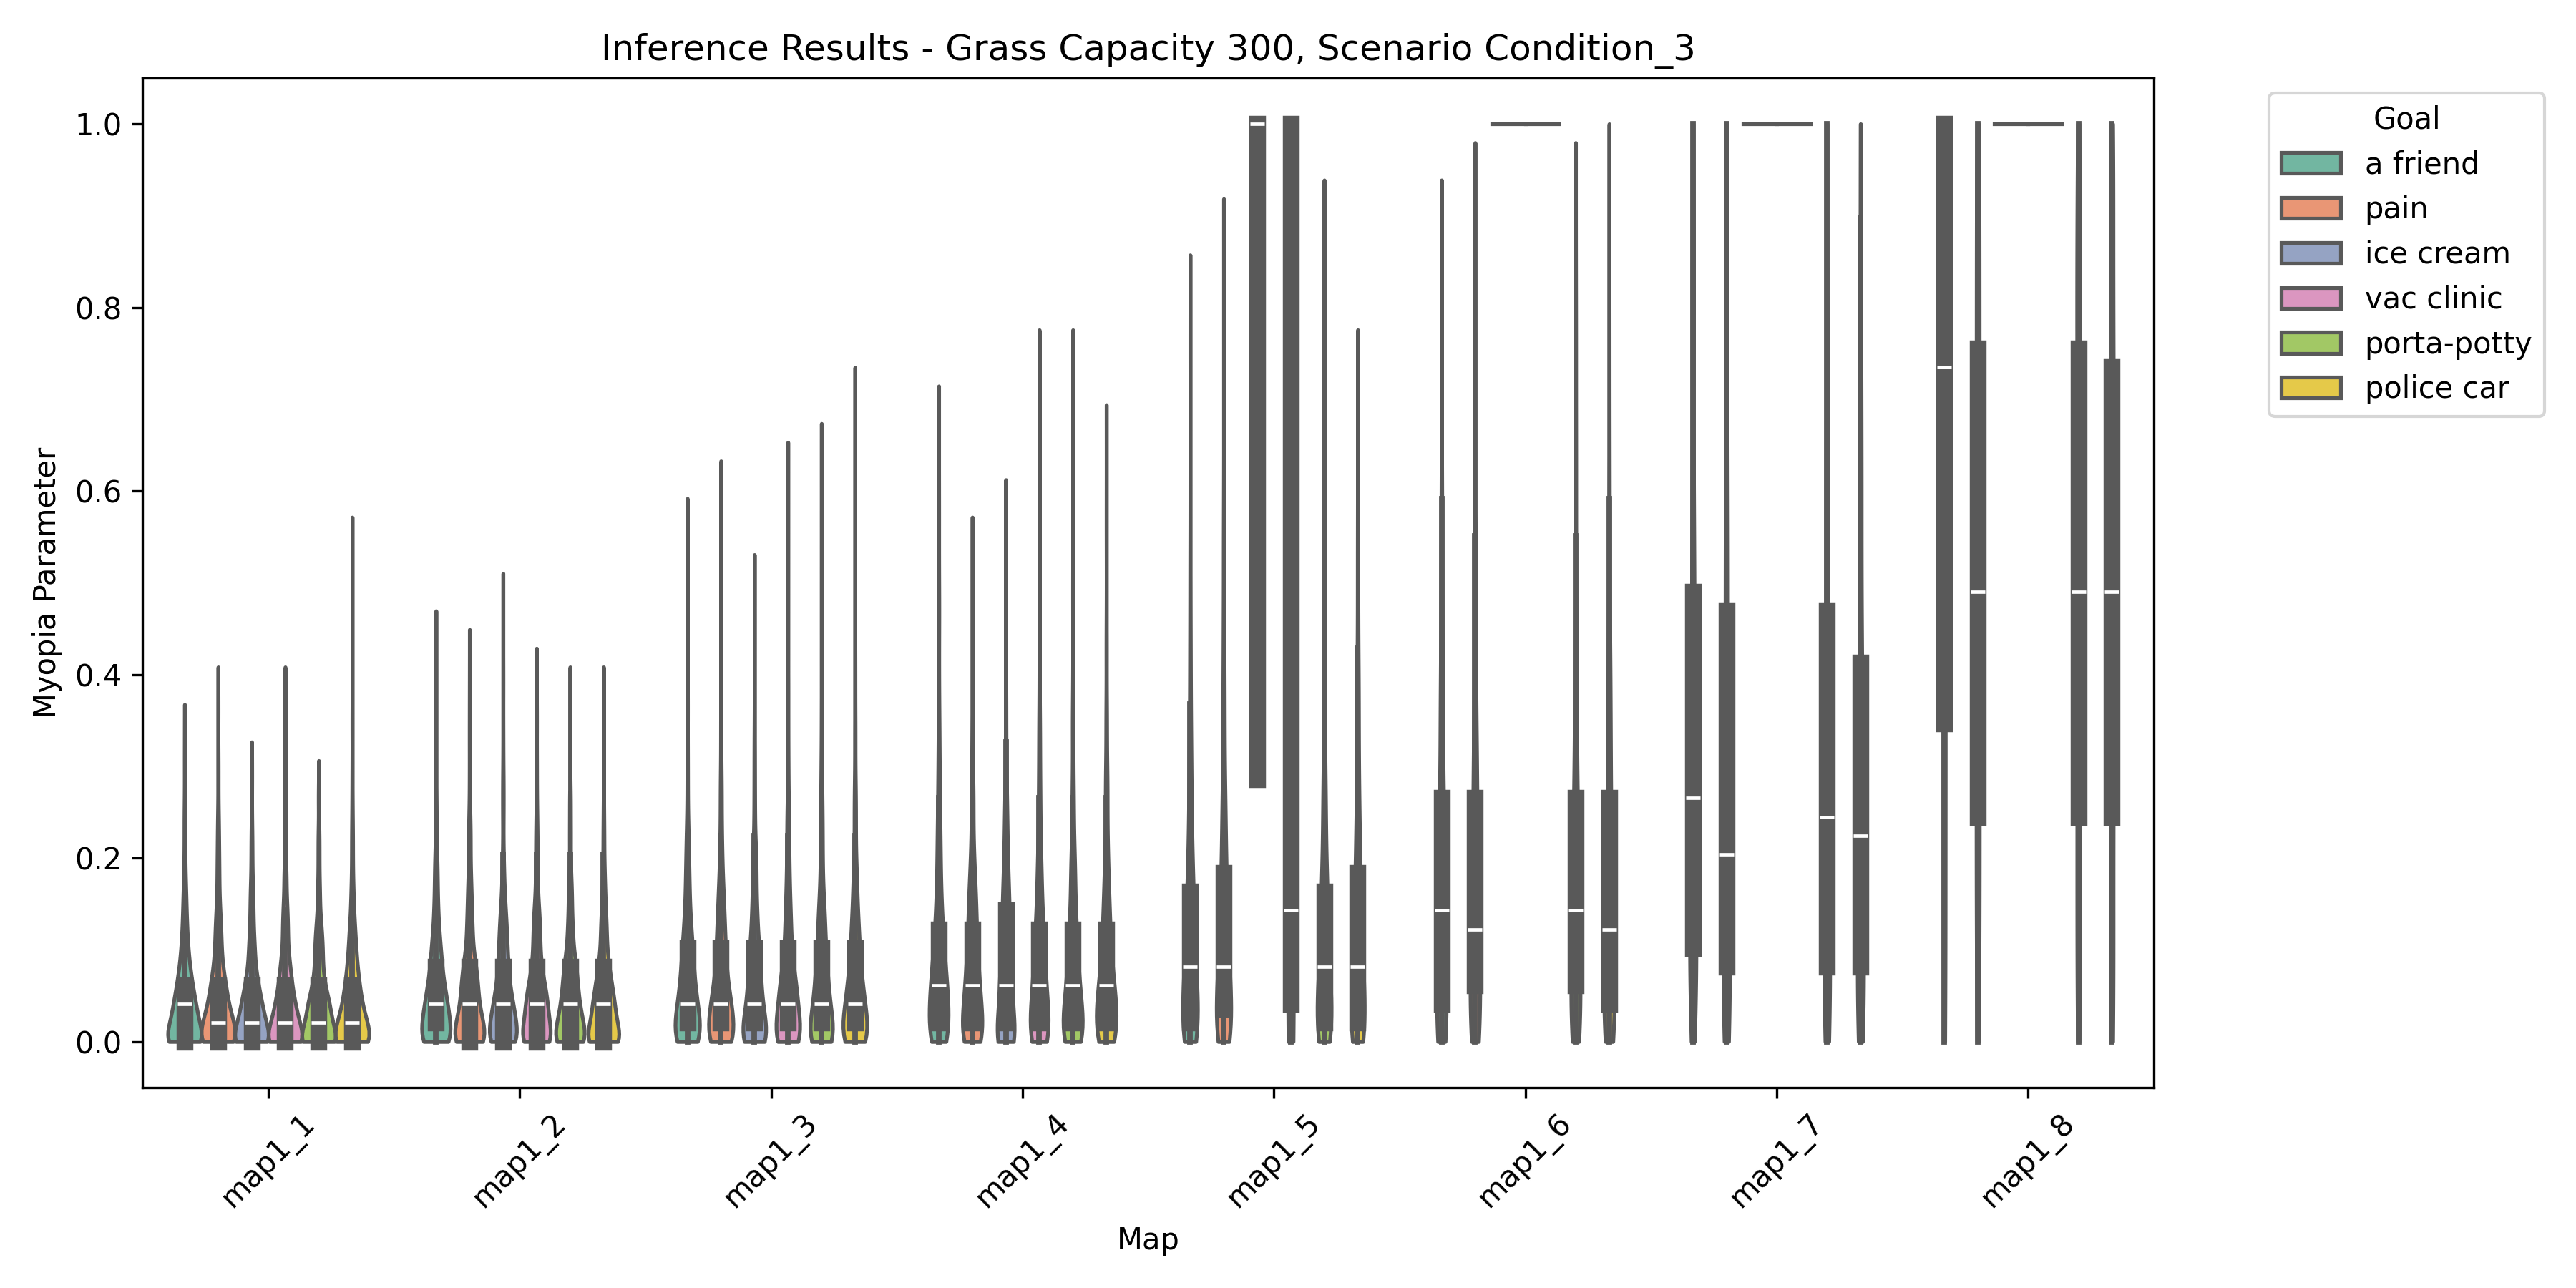 Inference Results - Grass Capacity 300, Scenario Condition_3
Goal
a friend
pain
ice cream
vac clinic
porta-potty
police car
Myopia Parameter
1.0
0.8
0.6
0.4
0.2
0.0
map1_1
map1_2
map1_3
map1_4
map1_5
map1_6
map1_7
map1_8
Map